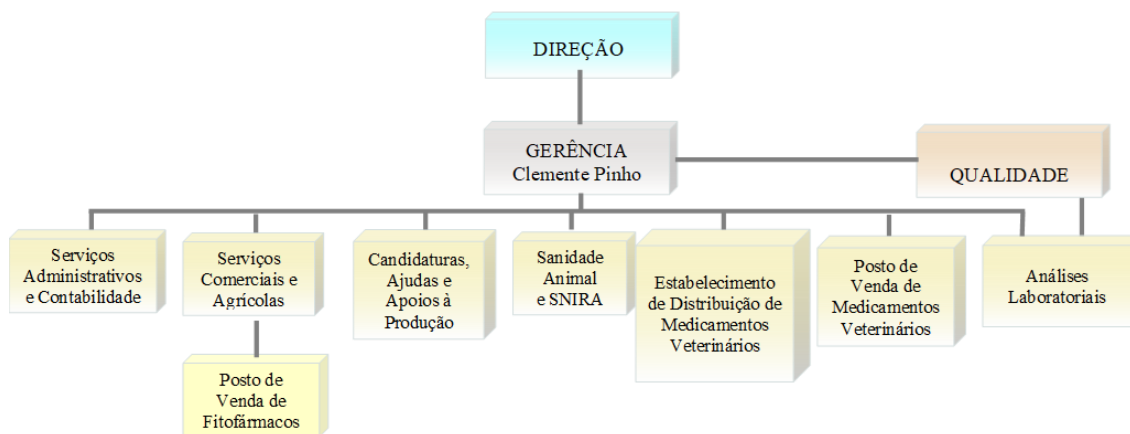 DIREÇÃO
GERÊNCIA
Clemente Pinho
QUALIDADE
Serviços
Administrativos
e Contabilidade
Serviços
Comerciais e
Agrícolas
Candidaturas,
Ajudas e
Apoios à
Produção
Sanidade
Animal
e SNIRA
Estabelecimento
de Distribuição de
Medicamentos
Veterinários
Posto de
Venda de
Medicamentos
Veterinários
Análises
Laboratoriais
Posto de
Venda de
Fitofármacos